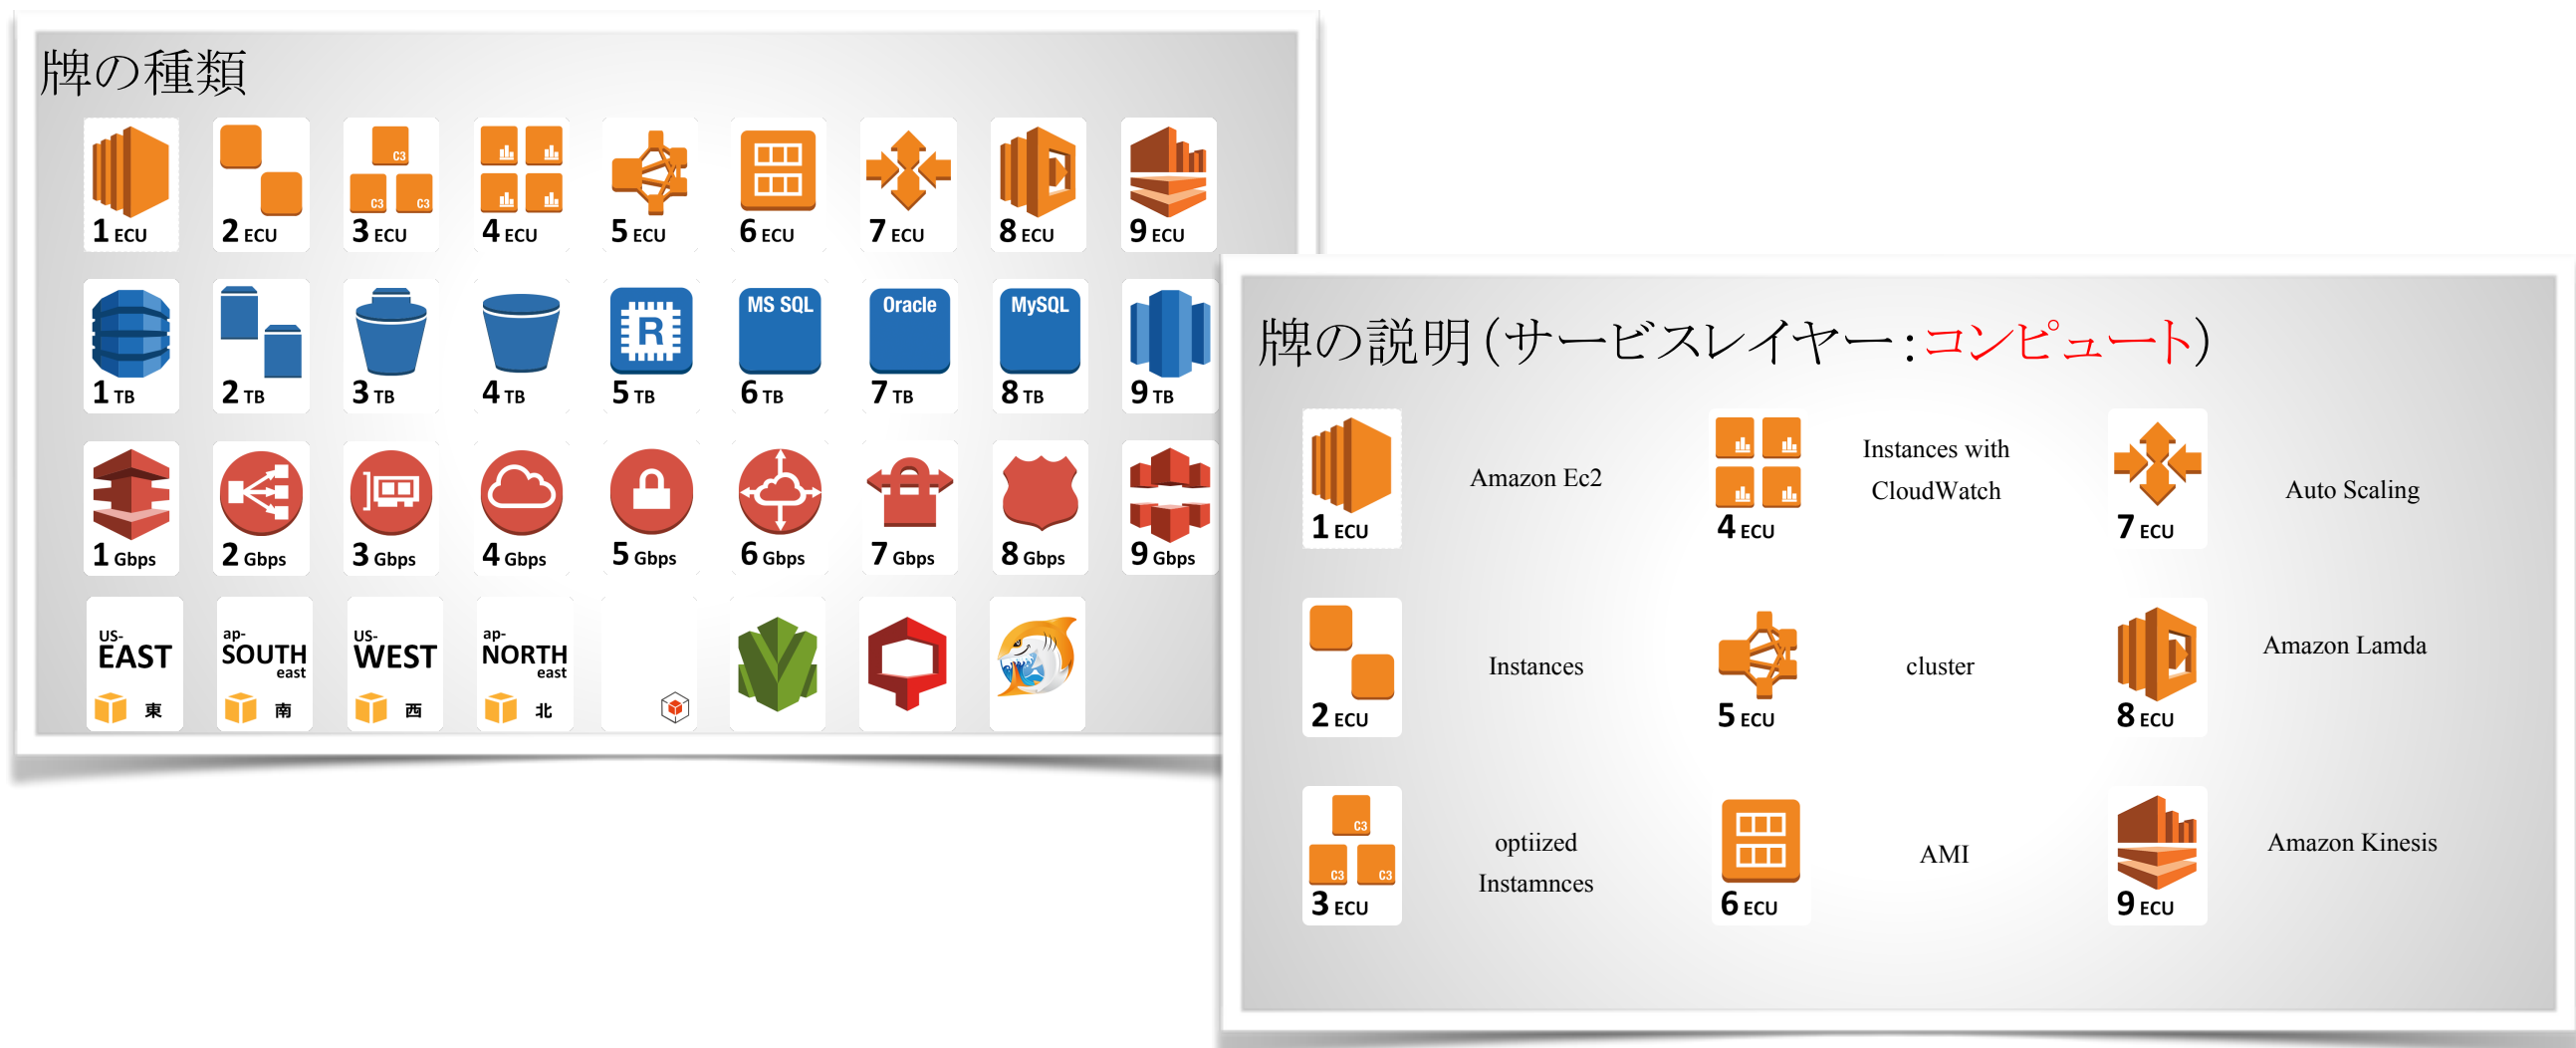 牌の種類
C3
C3 C3
1 ECU 2 ECU 3 ECU 4 ECU 5 ECU 6 ECU 7 ECU 8 ECU 9 ECU
R MS SQL Oracle MySQL
1 TB 2 TB 3 TB 4 TB 5 TB 6 TB 7 TB 8 TB 9 TB
1 Gbps 2 Gbps 3 Gbps 4 Gbps 5 Gbps 6 Gbps 7 Gbps 8 Gbps 9 Gbps
US- ap- US- ap-
EAST SOUTH WEST NORTH
east east
東 南 西 北
牌の説明(サービスレイヤー:コンピュート)
Amazon Ec2
1 ECU
Instances with
CloudWatch
4 ECU
Auto Scaling
7 ECU
Instances
2 ECU
cluster
5 ECU
Amazon Lamda
8 ECU
C3
C3 C3
optiized
Instamnces
3 ECU
AMI
6 ECU
Amazon Kinesis
9 ECU